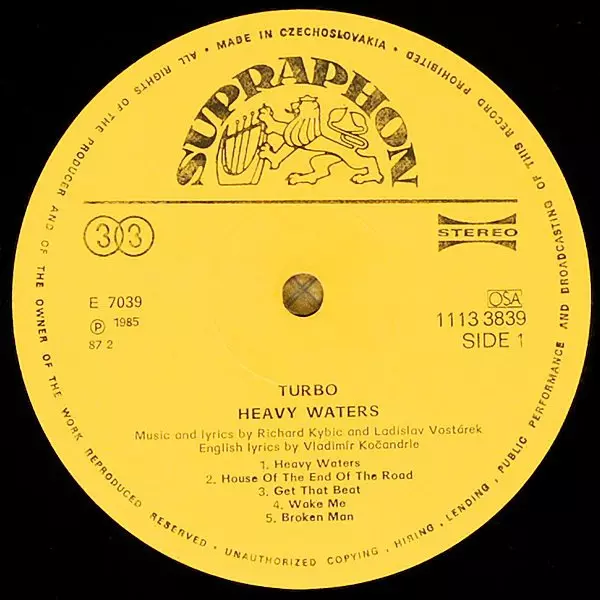 ALL RIGHTS OF THE PRODUCER AND OF THE OWNER OF THE WORK REPRODUCED RESERVED • UNAUTHORIZED COPYING, HIRING, LENDING, PUBLIC PERFORMANCE AND BROADCASTING OF THIS RECORD PROHIBITED • MADE IN CZECHOSLOVAKIA •
SUPRAPHON
33
STEREO
E 7039
Ⓟ 1985
87 2
OSA
1113 3839
SIDE 1
TURBO
HEAVY WATERS
Music and lyrics by Richard Kybic and Ladislav Vostárek
English lyrics by Vladimír Kočandrle
1. Heavy Waters
2. House Of The End Of The Road
3. Get That Beat
4. Wake Me
5. Broken Man